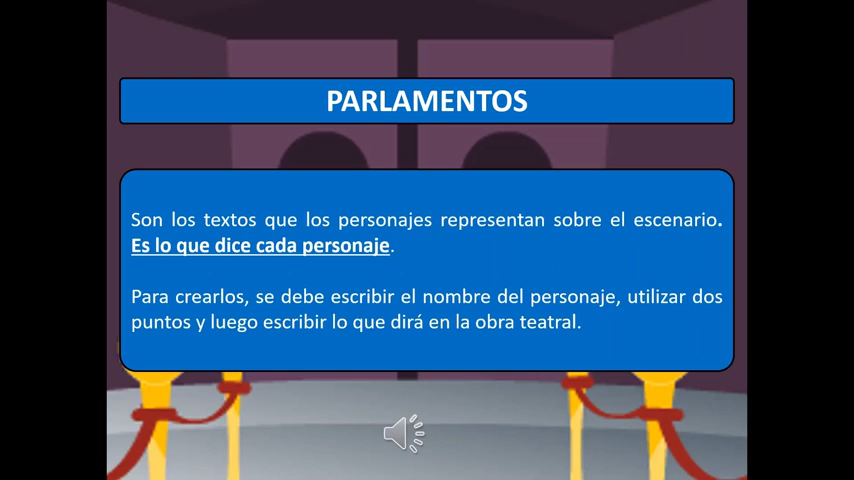 PARLAMENTOS
Son los textos que los personajes representan sobre el escenario.
Es lo que dice cada personaje.
Para crearlos, se debe escribir el nombre del personaje, utilizar dos
puntos y luego escribir lo que dirá en la obra teatral.